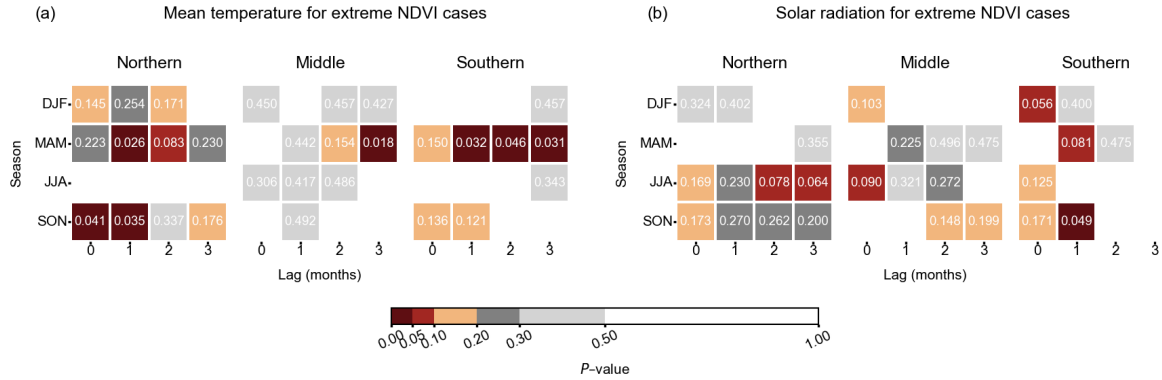 (a) Mean temperature for extreme NDVI cases (b) Solar radiation for extreme NDVI cases
Northern Middle Southern Northern Middle Southern
DJF 0.145 0.254 0.171 0.450 0.457 0.427 0.457 DJF 0.324 0.402 0.103 0.056 0.400
MAM 0.223 0.026 0.083 0.230 0.442 0.154 0.018 0.150 0.032 0.046 0.031 MAM 0.355 0.225 0.496 0.475 0.081 0.475
JJA 0.306 0.417 0.486 0.343 JJA 0.169 0.230 0.078 0.064 0.090 0.321 0.272 0.125
SON 0.041 0.035 0.337 0.176 0.492 0.136 0.121 SON 0.173 0.270 0.262 0.200 0.148 0.199 0.171 0.049
Season Season
0 1 2 3 0 1 2 3 0 1 2 3 0 1 2 3 0 1 2 3 0 1 2 3
Lag (months) Lag (months)
0.00 0.05 0.10 0.20 0.30 0.50 1.00
P–value